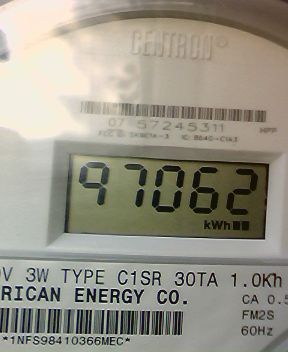 CENTRON®
07 57245311
97062
kWh
V 3W TYPE C1SR 30TA 1.0Kh
RICAN ENERGY CO. CA 0.5
FM2S
60Hz
*1NFS98410366MEC*